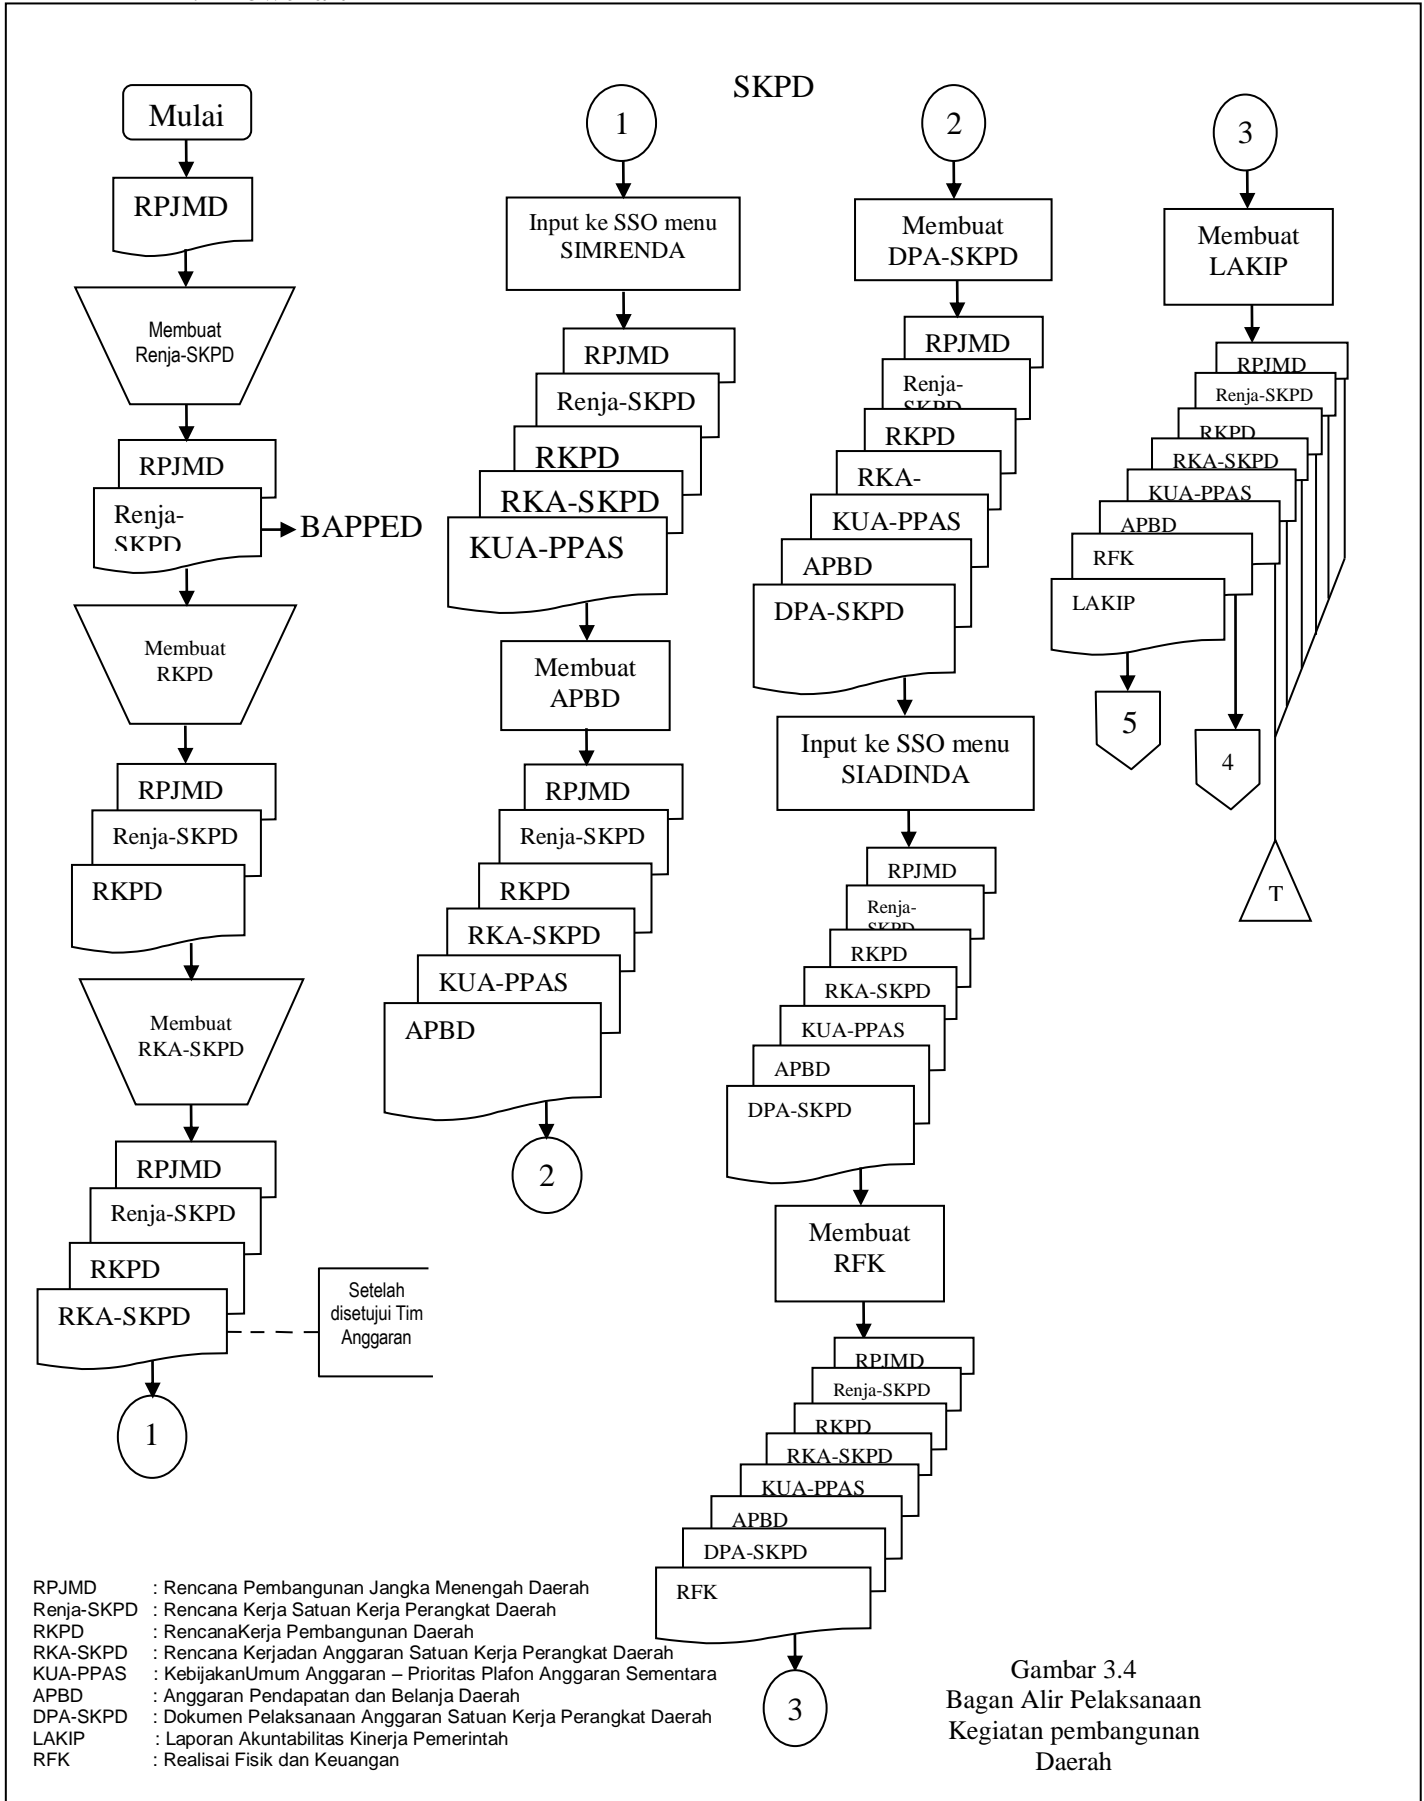 SKPD
Mulai
RPJMD
Membuat
Renja-SKPD
RPJMD
Renja-
SKPD
BAPPED
Membuat
RKPD
RPJMD
Renja-SKPD
RKPD
Membuat
RKA-SKPD
RPJMD
Renja-SKPD
RKPD
RKA-SKPD
Setelah
disetujui Tim
Anggaran
1
1
Input ke SSO menu
SIMRENDA
RPJMD
Renja-SKPD
RKPD
RKA-SKPD
KUA-PPAS
Membuat
APBD
RPJMD
Renja-SKPD
RKPD
RKA-SKPD
KUA-PPAS
APBD
2
2
Membuat
DPA-SKPD
RPJMD
Renja-
SKPD
RKPD
RKA-
KUA-PPAS
APBD
DPA-SKPD
Input ke SSO menu
SIADINDA
RPJMD
Renja-
SKPD
RKPD
RKA-SKPD
KUA-PPAS
APBD
DPA-SKPD
Membuat
RFK
RPJMD
Renja-SKPD
RKPD
RKA-SKPD
KUA-PPAS
APBD
DPA-SKPD
RFK
3
3
Membuat
LAKIP
RPJMD
Renja-SKPD
RKPD
RKA-SKPD
KUA-PPAS
APBD
RFK
LAKIP
5
4
T
RPJMD : Rencana Pembangunan Jangka Menengah Daerah
Renja-SKPD : Rencana Kerja Satuan Kerja Perangkat Daerah
RKPD : RencanaKerja Pembangunan Daerah
RKA-SKPD : Rencana Kerjadan Anggaran Satuan Kerja Perangkat Daerah
KUA-PPAS : KebijakanUmum Anggaran – Prioritas Plafon Anggaran Sementara
APBD : Anggaran Pendapatan dan Belanja Daerah
DPA-SKPD : Dokumen Pelaksanaan Anggaran Satuan Kerja Perangkat Daerah
LAKIP : Laporan Akuntabilitas Kinerja Pemerintah
RFK : Realisai Fisik dan Keuangan
Gambar 3.4
Bagan Alir Pelaksanaan
Kegiatan pembangunan
Daerah